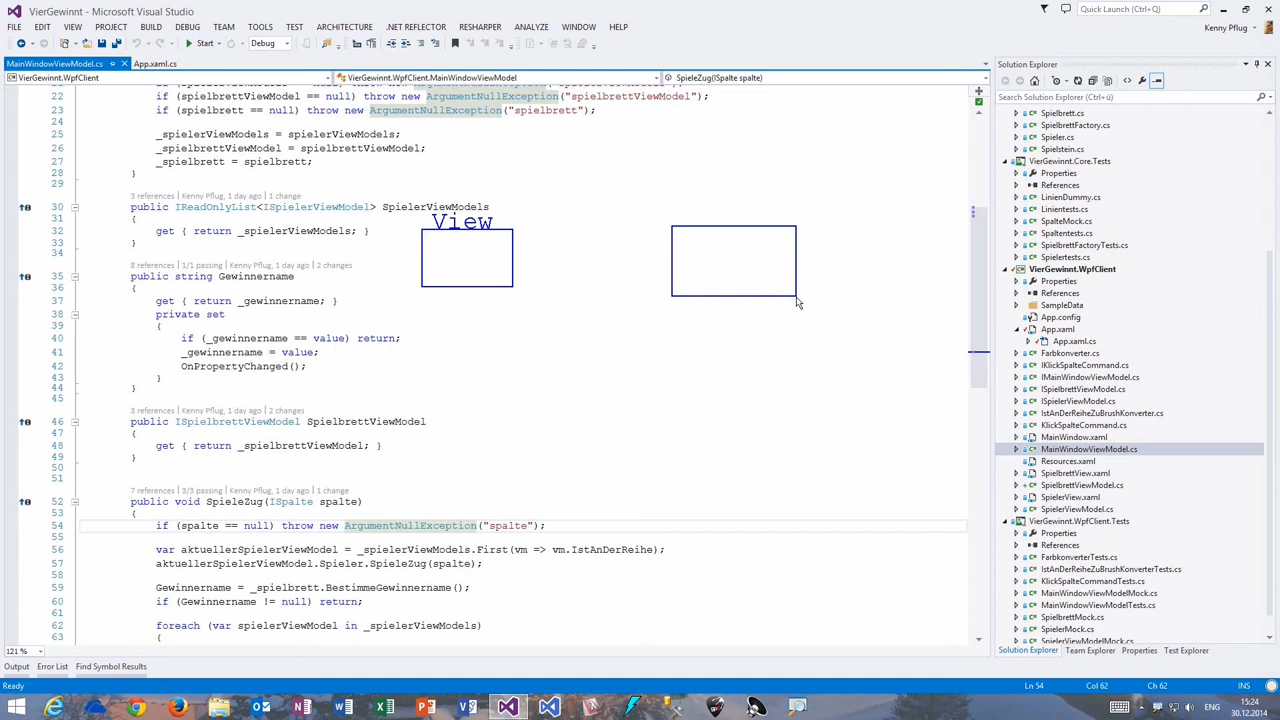 VierGewinnt - Microsoft Visual Studio
Quick Launch (Ctrl+Q)
FILE EDIT VIEW PROJECT BUILD DEBUG TEAM TOOLS TEST ARCHITECTURE .NET REFLECTOR RESHARPER ANALYZE WINDOW HELP
Kenny Pflug
Start Debug
MainWindowViewModel.cs App.xaml.cs
VierGewinnt.WpfClient VierGewinnt.WpfClient.MainWindowViewModel SpieleZug(ISpalte spalte)
22 if (spielbrettViewModel == null) throw new ArgumentNullException("spielbrettViewModel");
23 if (spielbrett == null) throw new ArgumentNullException("spielbrett");
24
25 _spielerViewModels = spielerViewModels;
26 _spielbrettViewModel = spielbrettViewModel;
27 _spielbrett = spielbrett;
28 }
29
3 references | Kenny Pflug, 1 day ago | 1 change
30 public IReadOnlyList<ISpielerViewModel> SpielerViewModels
31 {
View
32 get { return _spielerViewModels; }
33 }
34
8 references | 1/1 passing | Kenny Pflug, 1 day ago | 2 changes
35 public string Gewinnername
36 {
37 get { return _gewinnername; }
38 private set
39 {
40 if (_gewinnername == value) return;
41 _gewinnername = value;
42 OnPropertyChanged();
43 }
44 }
45
3 references | Kenny Pflug, 1 day ago | 2 changes
46 public ISpielbrettViewModel SpielbrettViewModel
47 {
48 get { return _spielbrettViewModel; }
49 }
50
51
7 references | 3/3 passing | Kenny Pflug, 1 day ago | 1 change
52 public void SpieleZug(ISpalte spalte)
53 {
54 if (spalte == null) throw new ArgumentNullException("spalte");
55
56 var aktuellerSpielerViewModel = _spielerViewModels.First(vm => vm.IstAnDerReihe);
57 aktuellerSpielerViewModel.Spieler.SpieleZug(spalte);
58
59 Gewinnername = _spielbrett.BestimmeGewinnername();
60 if (Gewinnername != null) return;
61
62 foreach (var spielerViewModel in _spielerViewModels)
63 {
121 %
Solution Explorer
Search Solution Explorer (Ctrl+ü)
Spielbrett.cs
SpielbrettFactory.cs
Spieler.cs
Spielstein.cs
VierGewinnt.Core.Tests
Properties
References
LinienDummy.cs
Linientests.cs
SpalteMock.cs
Spaltentests.cs
SpielbrettFactoryTests.cs
Spielertests.cs
VierGewinnt.WpfClient
Properties
References
SampleData
App.config
App.xaml
App.xaml.cs
Farbkonverter.cs
IKlickSpalteCommand.cs
IMainWindowViewModel.cs
ISpielbrettViewModel.cs
ISpielerViewModel.cs
IstAnDerReiheZuBrushKonverter.cs
KlickSpalteCommand.cs
MainWindow.xaml
MainWindowViewModel.cs
Resources.xaml
SpielbrettView.xaml
SpielbrettViewModel.cs
SpielerView.xaml
SpielerViewModel.cs
VierGewinnt.WpfClient.Tests
Properties
References
FarbkonverterTests.cs
IstAnDerReiheZuBrushKonverterTests.cs
KlickSpalteCommandTests.cs
MainWindowViewModelMock.cs
MainWindowViewModelTests.cs
SpielbrettMock.cs
SpielerMock.cs
SpielerViewModelMock.cs
Solution Explorer Team Explorer Properties Test Explorer
Output Error List Find Symbol Results
Ready Ln 54 Col 62 Ch 62 INS
ENG
15:24
30.12.2014